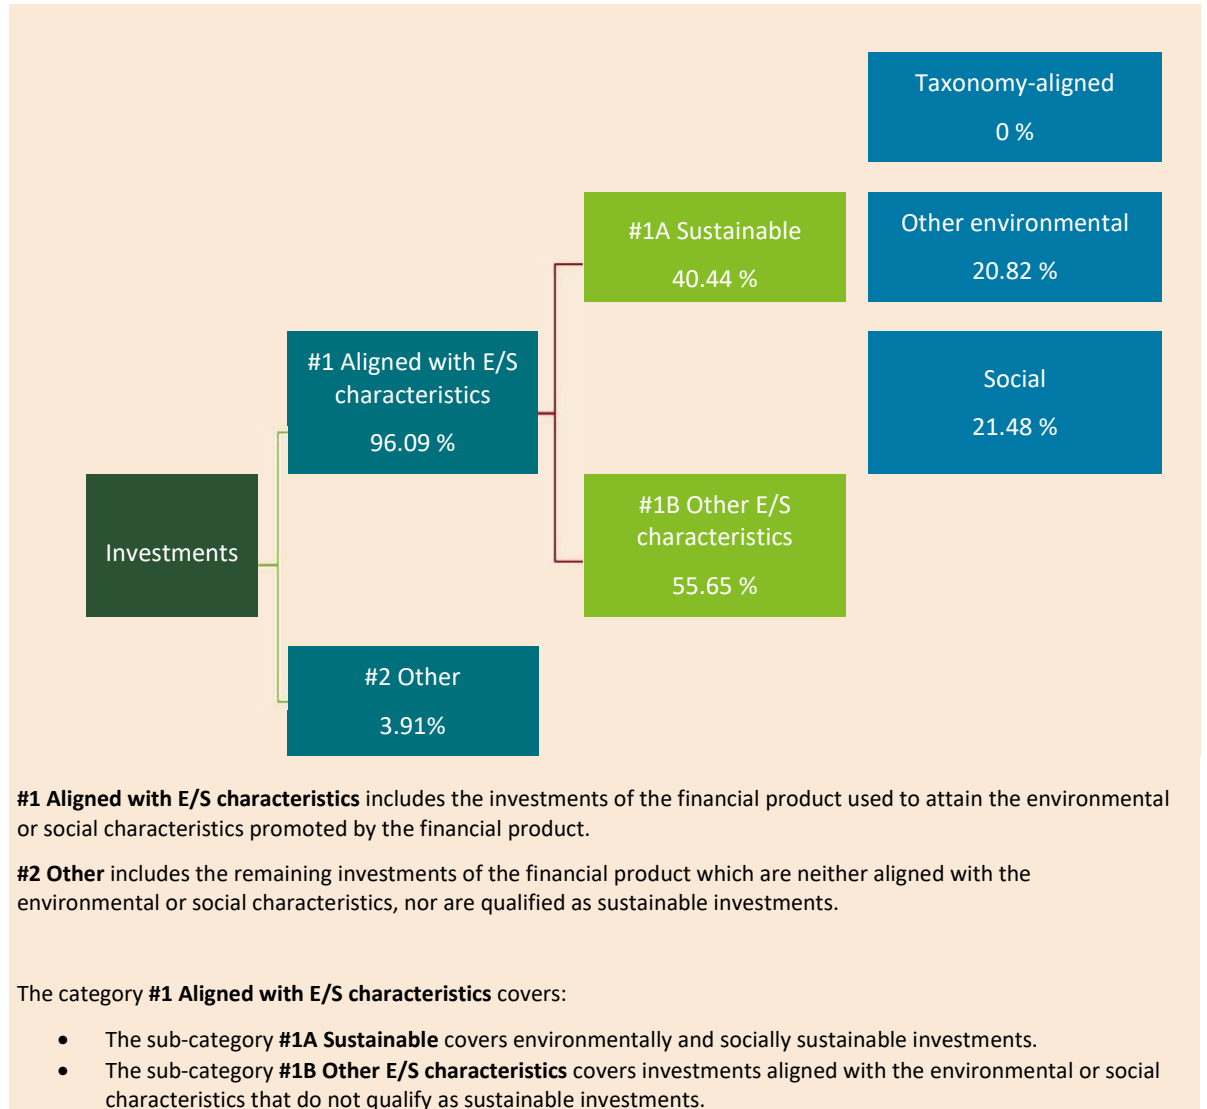 Taxonomy-aligned
0 %
#1A Sustainable
40.44 %
Other environmental
20.82 %
#1 Aligned with E/S
characteristics
96.09 %
Social
21.48 %
Investments
#1B Other E/S
characteristics
55.65 %
#2 Other
3.91%
#1 Aligned with E/S characteristics includes the investments of the financial product used to attain the environmental
or social characteristics promoted by the financial product.
#2 Other includes the remaining investments of the financial product which are neither aligned with the
environmental or social characteristics, nor are qualified as sustainable investments.
The category #1 Aligned with E/S characteristics covers:
• The sub-category #1A Sustainable covers environmentally and socially sustainable investments.
• The sub-category #1B Other E/S characteristics covers investments aligned with the environmental or social
characteristics that do not qualify as sustainable investments.